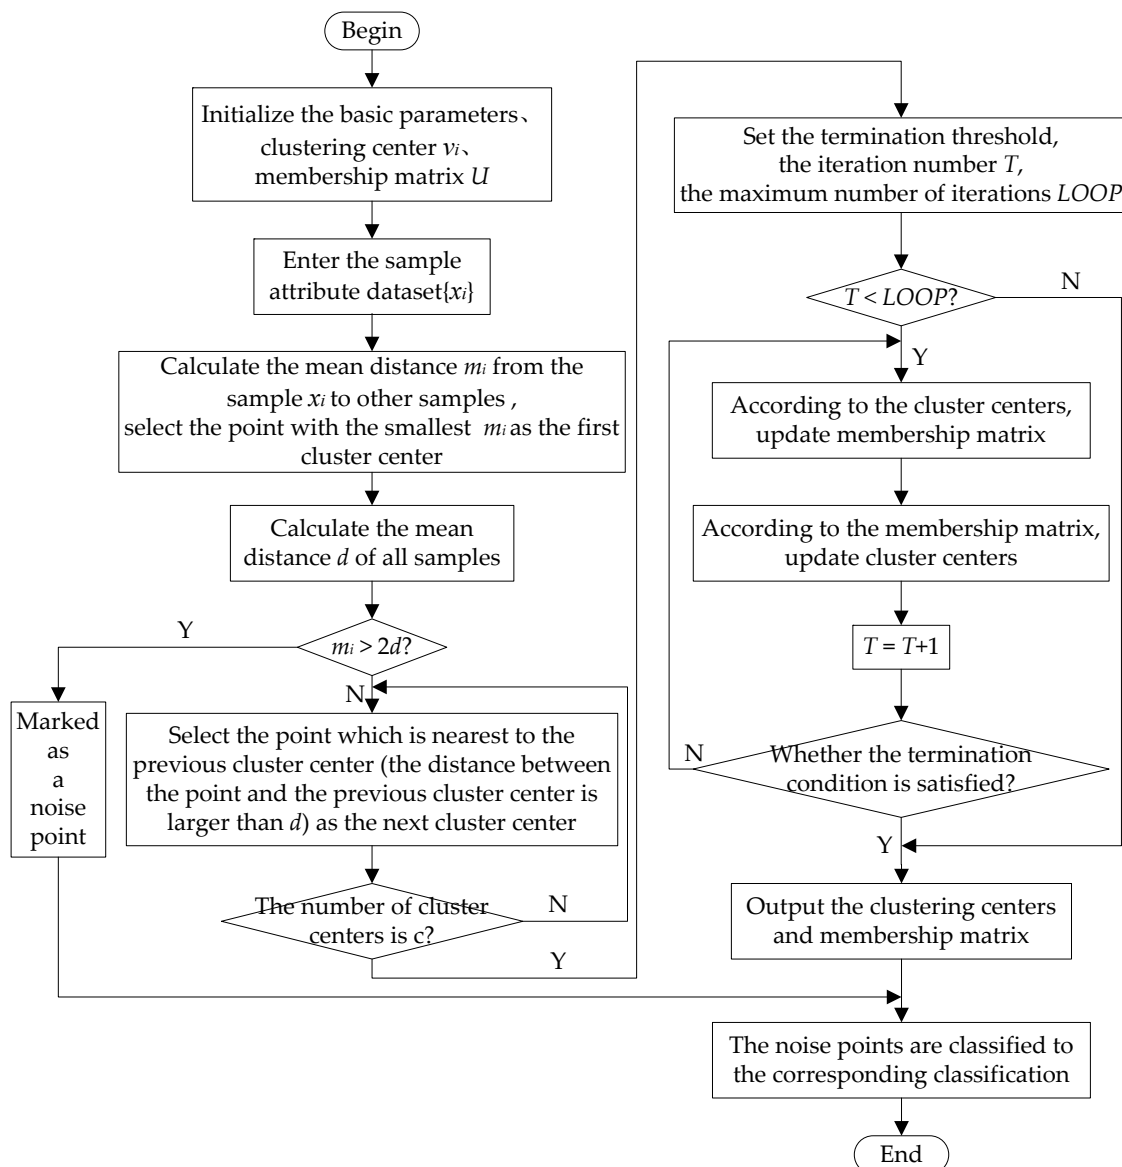 Begin
Initialize the basic parameters、
clustering center vi、
membership matrix U
Enter the sample
attribute dataset{xi}
Calculate the mean distance mi from the
sample xi to other samples ,
select the point with the smallest mi as the first
cluster center
Calculate the mean
distance d of all samples
mi > 2d?
Y
N
Marked
as
a
noise
point
Select the point which is nearest to the
previous cluster center (the distance between
the point and the previous cluster center is
larger than d) as the next cluster center
The number of cluster
centers is c?
N
Y
Set the termination threshold,
the iteration number T,
the maximum number of iterations LOOP
T < LOOP?
N
Y
According to the cluster centers,
update membership matrix
According to the membership matrix,
update cluster centers
T = T+1
Whether the termination
condition is satisfied?
N
Y
Output the clustering centers
and membership matrix
The noise points are classified to
the corresponding classification
End